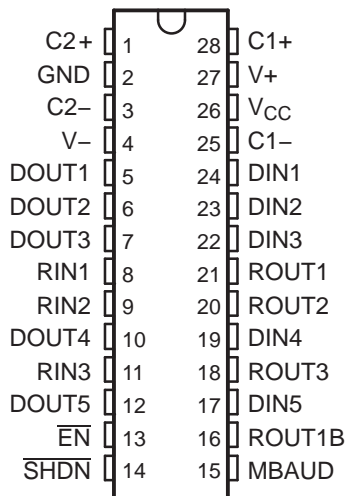 C2+ 1 28 C1+
GND 2 27 V+
C2– 3 26 VCC
V– 4 25 C1–
DOUT1 5 24 DIN1
DOUT2 6 23 DIN2
DOUT3 7 22 DIN3
RIN1 8 21 ROUT1
RIN2 9 20 ROUT2
DOUT4 10 19 DIN4
RIN3 11 18 ROUT3
DOUT5 12 17 DIN5
EN 13 16 ROUT1B
SHDN 14 15 MBAUD